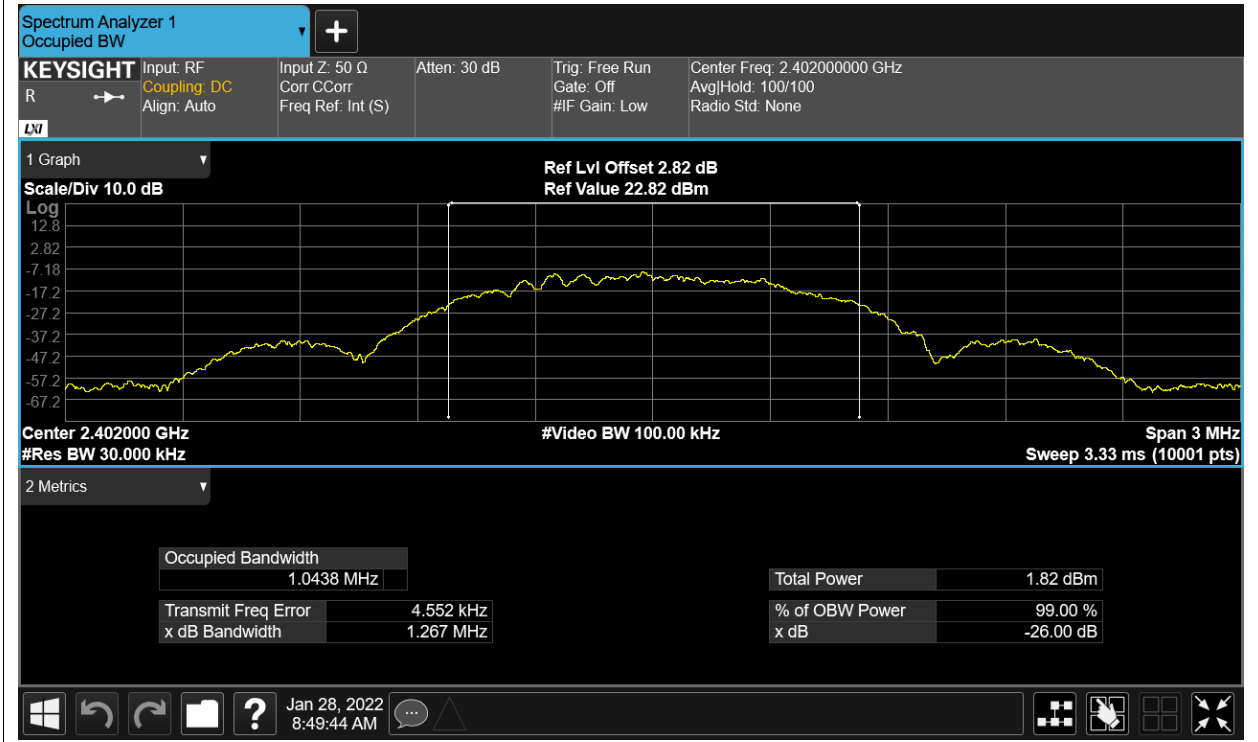 Spectrum Analyzer 1
Occupied BW
KEYSIGHT
R
LXI
Input: RF
Coupling: DC
Align: Auto
Input Z: 50 Ω
Corr CCorr
Freq Ref: Int (S)
Atten: 30 dB
Trig: Free Run
Gate: Off
#IF Gain: Low
Center Freq: 2.402000000 GHz
Avg|Hold: 100/100
Radio Std: None
1 Graph
Scale/Div 10.0 dB
Ref Lvl Offset 2.82 dB
Ref Value 22.82 dBm
Log
12.8
2.82
-7.18
-17.2
-27.2
-37.2
-47.2
-57.2
-67.2
Center 2.402000 GHz
#Video BW 100.00 kHz
Span 3 MHz
#Res BW 30.000 kHz
Sweep 3.33 ms (10001 pts)
2 Metrics
Occupied Bandwidth
1.0438 MHz
Total Power 1.82 dBm
Transmit Freq Error 4.552 kHz
% of OBW Power 99.00 %
x dB Bandwidth 1.267 MHz
x dB -26.00 dB
?
Jan 28, 2022
8:49:44 AM